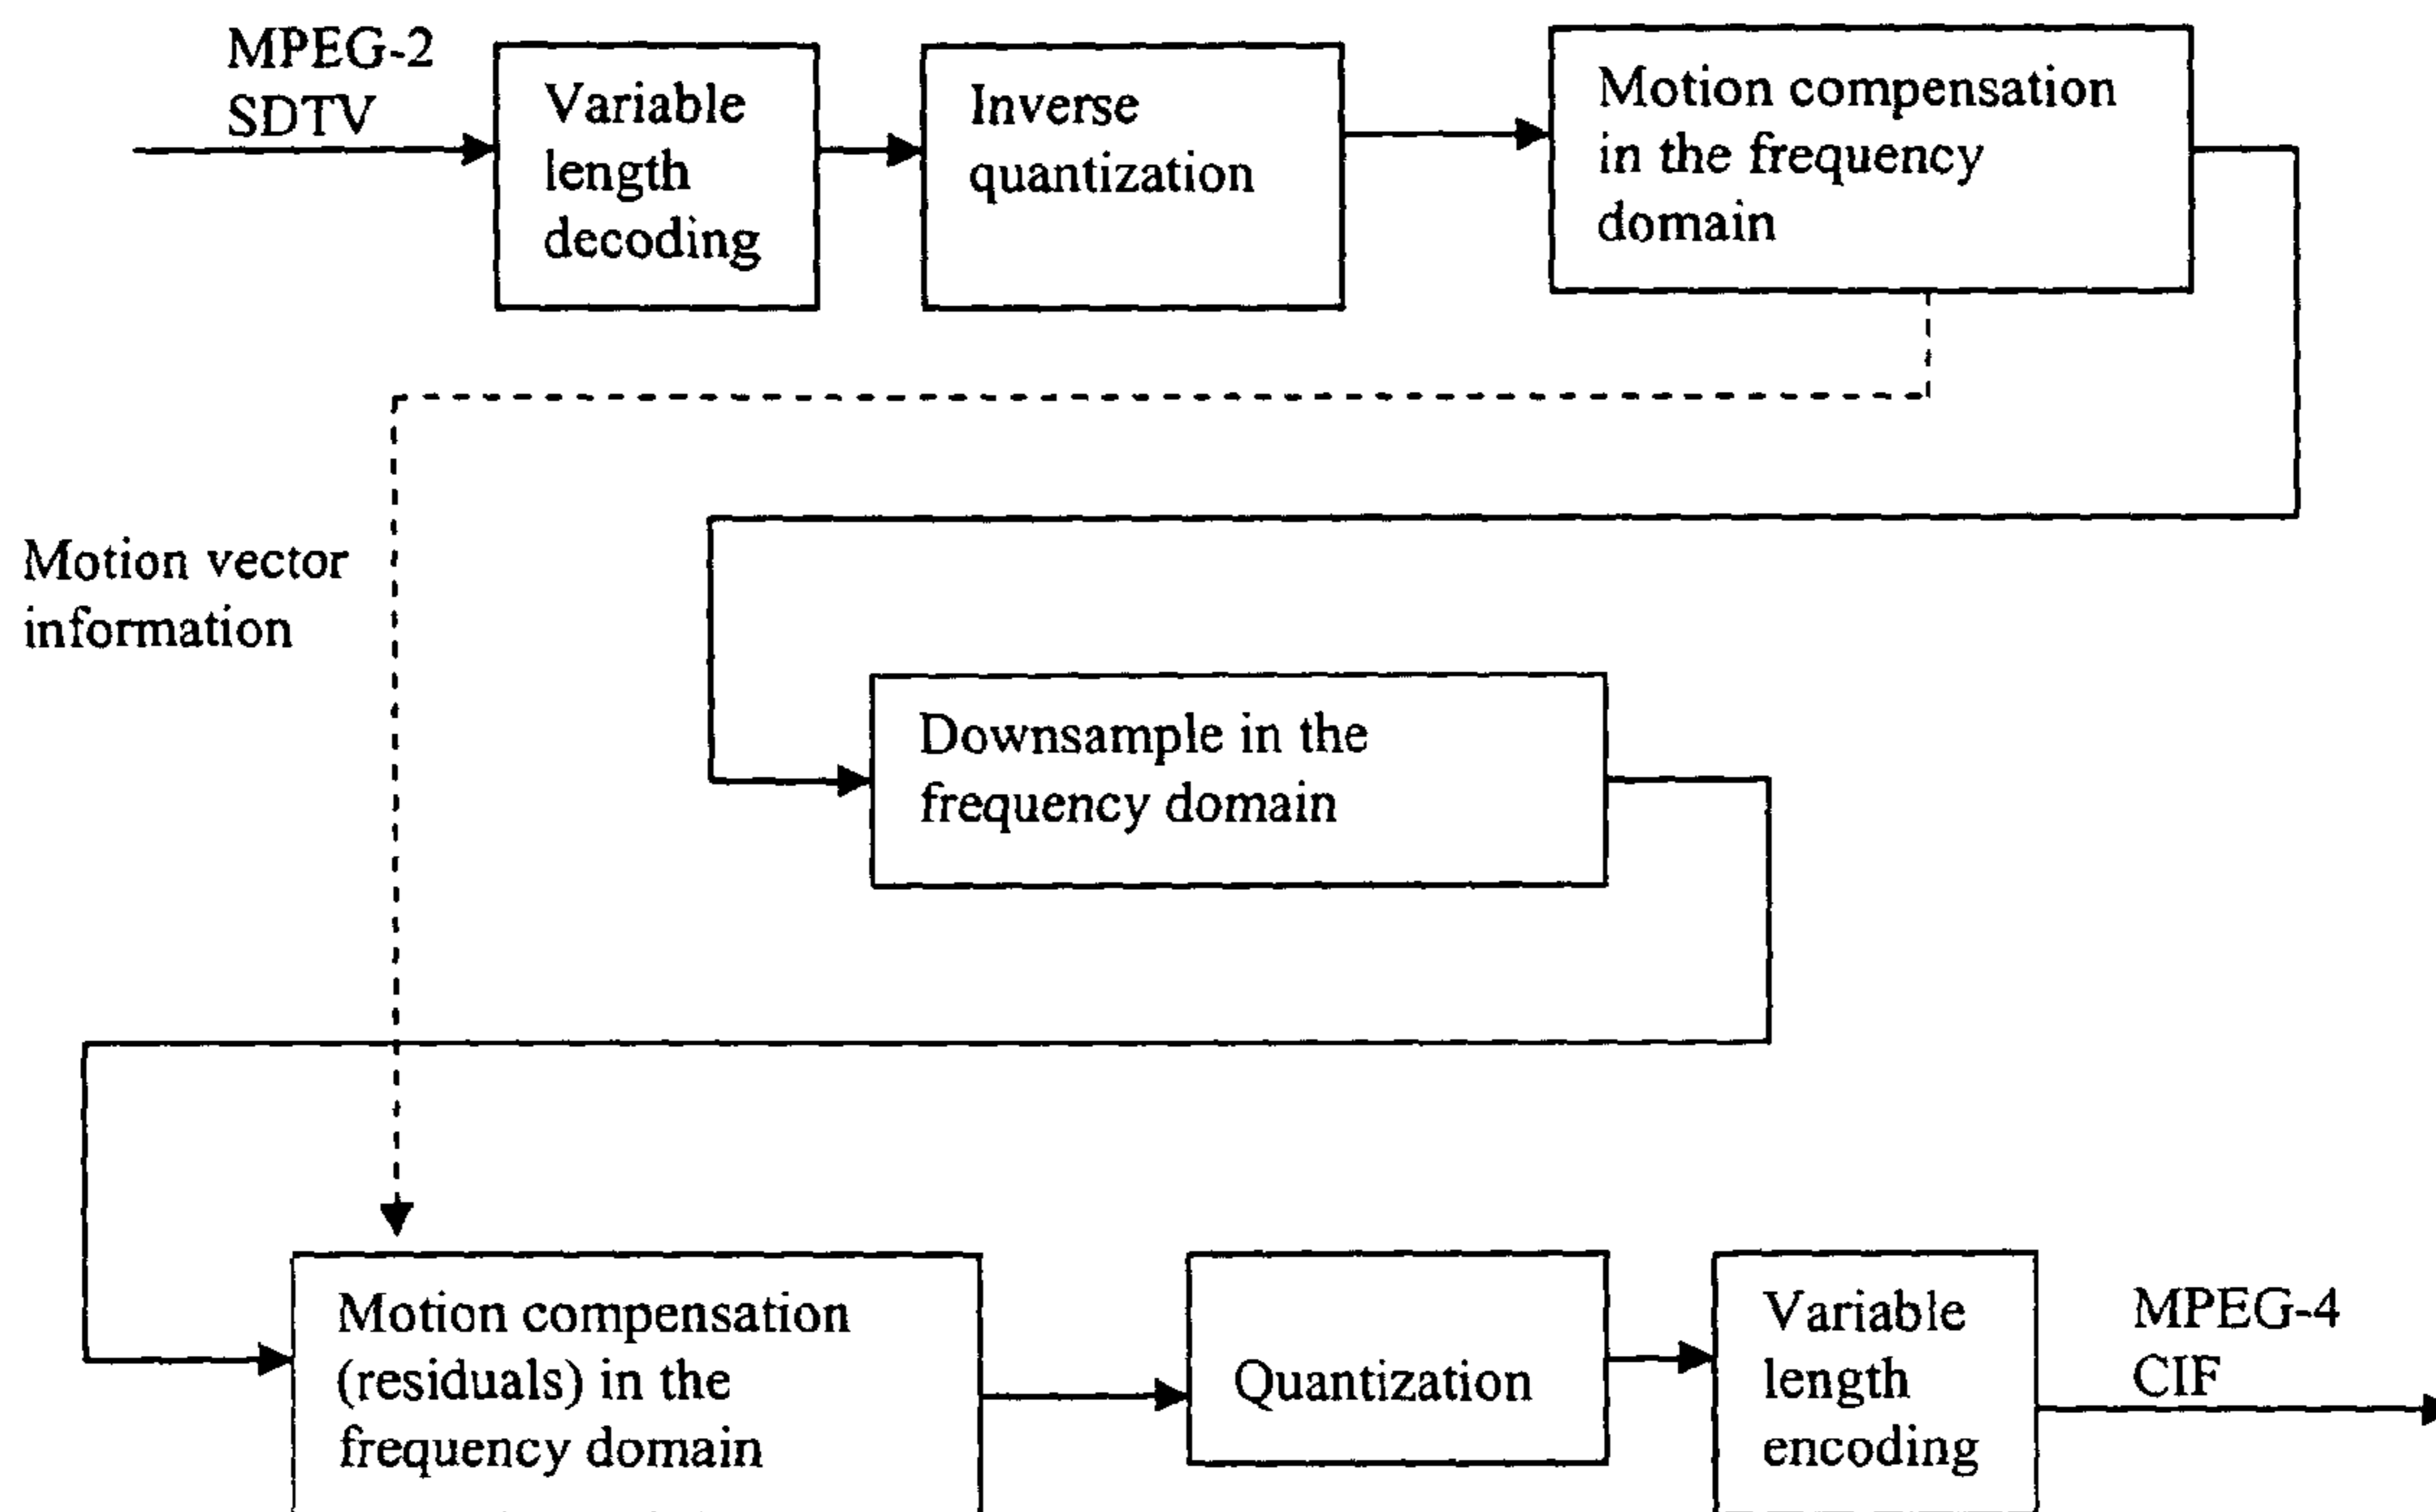 MPEG-2
SDTV
Variable
length
decoding
Inverse
quantization
Motion compensation
in the frequency
domain
Motion vector
information
Downsample in the
frequency domain
Motion compensation
(residuals) in the
frequency domain
Quantization
Variable
length
encoding
MPEG-4
CIF